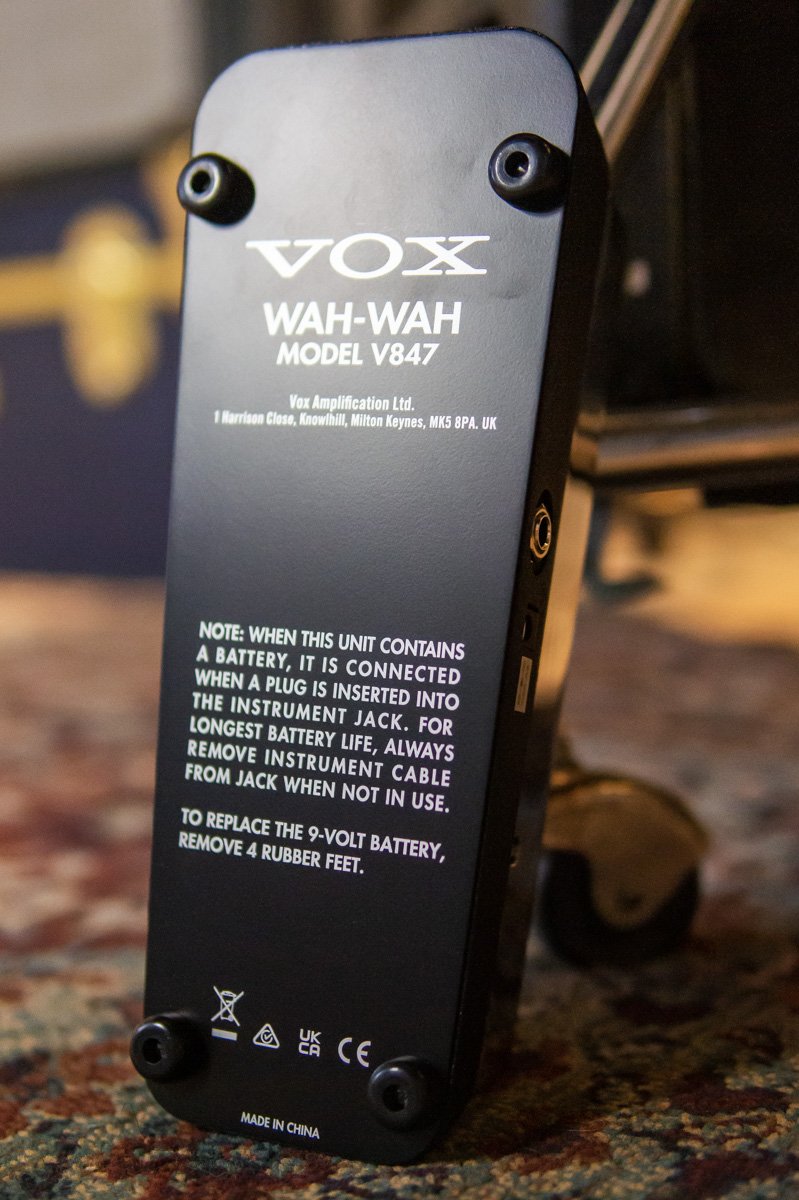 VOX
WAH-WAH
MODEL V847
Vox Amplification Ltd.
1 Harrison Close, Knowlhill, Milton Keynes, MK5 8PA. UK
NOTE: WHEN THIS UNIT CONTAINS
A BATTERY, IT IS CONNECTED
WHEN A PLUG IS INSERTED INTO
THE INSTRUMENT JACK. FOR
LONGEST BATTERY LIFE, ALWAYS
REMOVE INSTRUMENT CABLE
FROM JACK WHEN NOT IN USE.
TO REPLACE THE 9-VOLT BATTERY,
REMOVE 4 RUBBER FEET.
UK
CA
CE
MADE IN CHINA